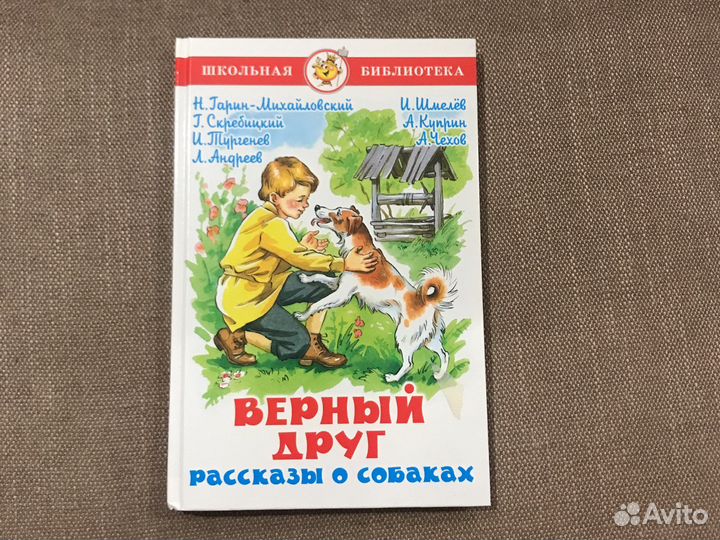 ШКОЛЬНАЯ БИБЛИОТЕКА
Н. Гарин-Михайловский
Г. Скребицкий
И. Тургенев
Л. Андреев
И. Шмелёв
А. Куприн
А. Чехов
ВЕРНЫЙ
ДРУГ
РАССКАЗЫ О СОБАКАХ
Avito